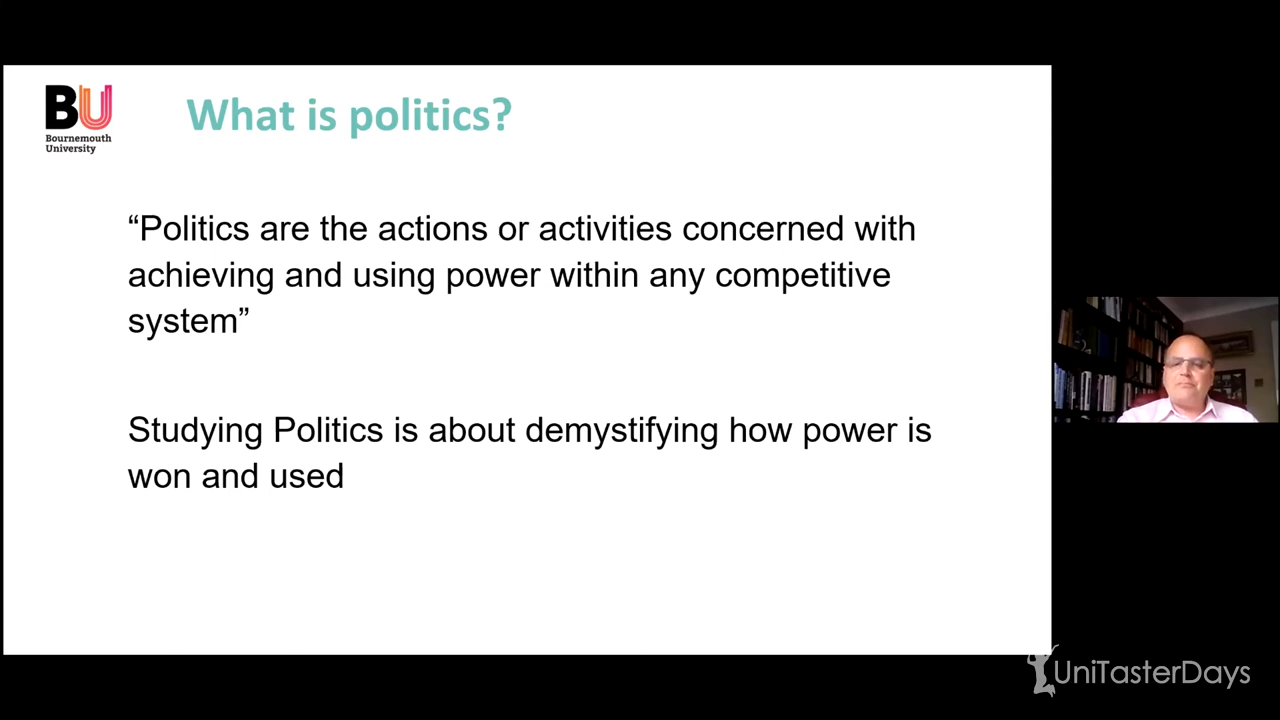 BU
Bournemouth
University
What is politics?
“Politics are the actions or activities concerned with
achieving and using power within any competitive
system”
Studying Politics is about demystifying how power is
won and used
UniTasterDays